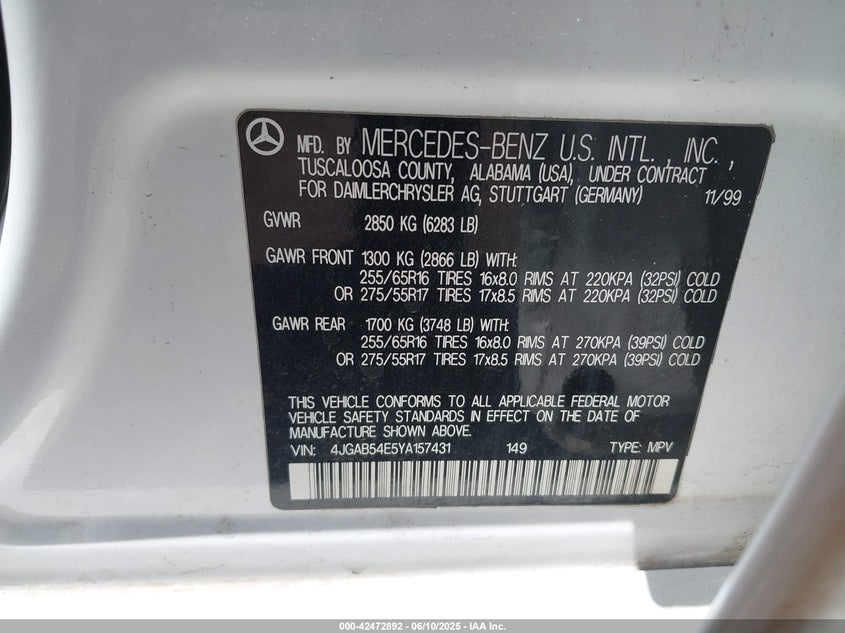 MFD. BY MERCEDES-BENZ U.S. INTL., INC.,
TUSCALOOSA COUNTY, ALABAMA (USA), UNDER CONTRACT
FOR DAIMLERCHRYSLER AG, STUTTGART (GERMANY) 11/99
GVWR 2850 KG (6283 LB)
GAWR FRONT 1300 KG (2866 LB) WITH:
255/65R16 TIRES 16x8.0 RIMS AT 220KPA (32PSI) COLD
OR 275/55R17 TIRES 17x8.5 RIMS AT 220KPA (32PSI) COLD
GAWR REAR 1700 KG (3748 LB) WITH:
255/65R16 TIRES 16x8.0 RIMS AT 270KPA (39PSI) COLD
OR 275/55R17 TIRES 17x8.5 RIMS AT 270KPA (39PSI) COLD
THIS VEHICLE CONFORMS TO ALL APPLICABLE FEDERAL MOTOR
VEHICLE SAFETY STANDARDS IN EFFECT ON THE DATE OF
MANUFACTURE SHOWN ABOVE.
VIN: 4JGAB54E5YA157431 149 TYPE: MPV
000-42472892 - 06/10/2025 - IAA Inc.